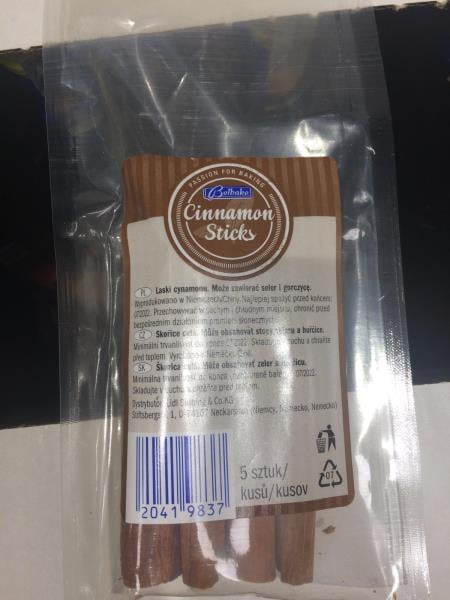 PASSION FOR BAKING
Belbake
Cinnamon
Sticks
PL Laski cynamonu. Może zawierać seler i gorczycę.
Wyprodukowano w Niemczech/Chiny. Najlepiej spożyć przed końcem:
07/2022. Przechowywać w suchym i chłodnym miejscu, chronić przed
bezpośrednim działaniem promieni słonecznych.
CZ Skořice celá. Může obsahovat stopy celeru a hořčice.
Minimální trvanlivost do konce 07/2022. Skladujte v suchu a chraňte
před teplem. Vyrobeno v Německu
SK Škorica celá. Môže obsahovať zeler a horčicu.
Minimálna trvanlivosť do konca balené 07/2022.
Skladujte v suchu, chráňte pred teplom.
Dystrybutor: Lidl Stiftung & Co.KG
Stiftsbergstr. 1, D-74167 Neckarsulm (Niemcy, Německo, Nemecko)
5 sztuk/
kusů/kusov
07
2041 9837